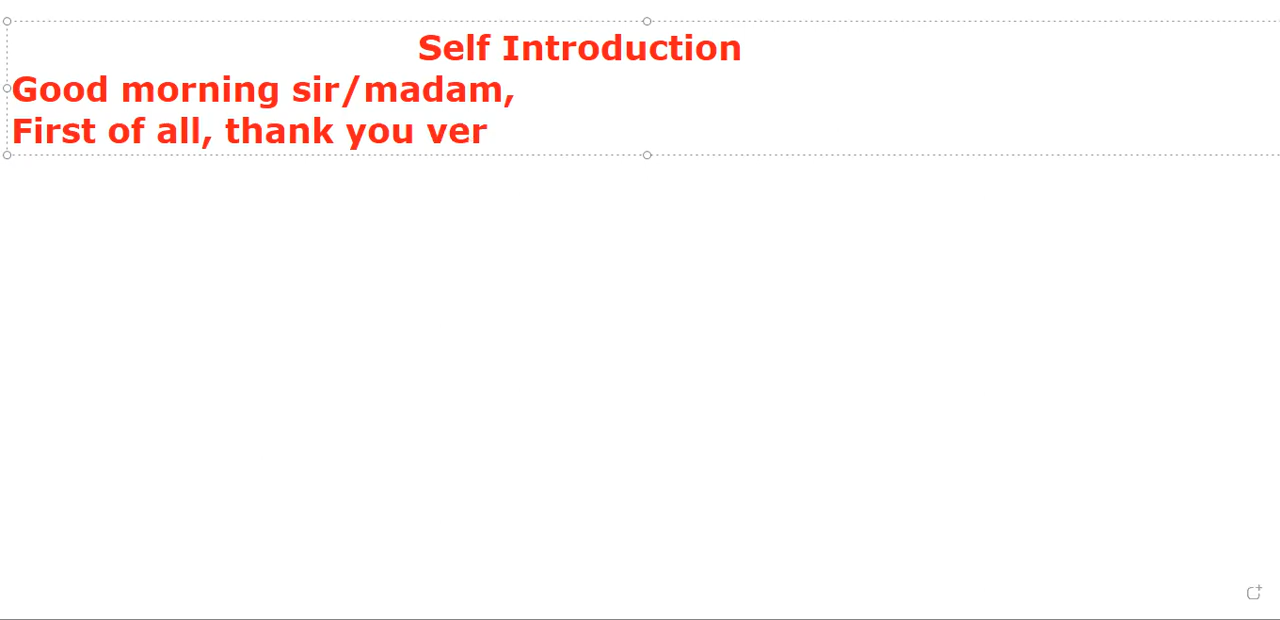 Self Introduction
Good morning sir/madam,
First of all, thank you ver